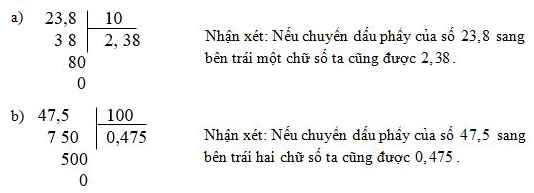 a) 23,8 10
3 8 2, 38
80
0
Nhận xét: Nếu chuyển dấu phẩy của số 23,8 sang
bên trái một chữ số ta cũng được 2,38.
b) 47,5 100
7 50 0,475
500
0
Nhận xét: Nếu chuyển dấu phẩy của số 47,5 sang
bên trái hai chữ số ta cũng được 0,475.